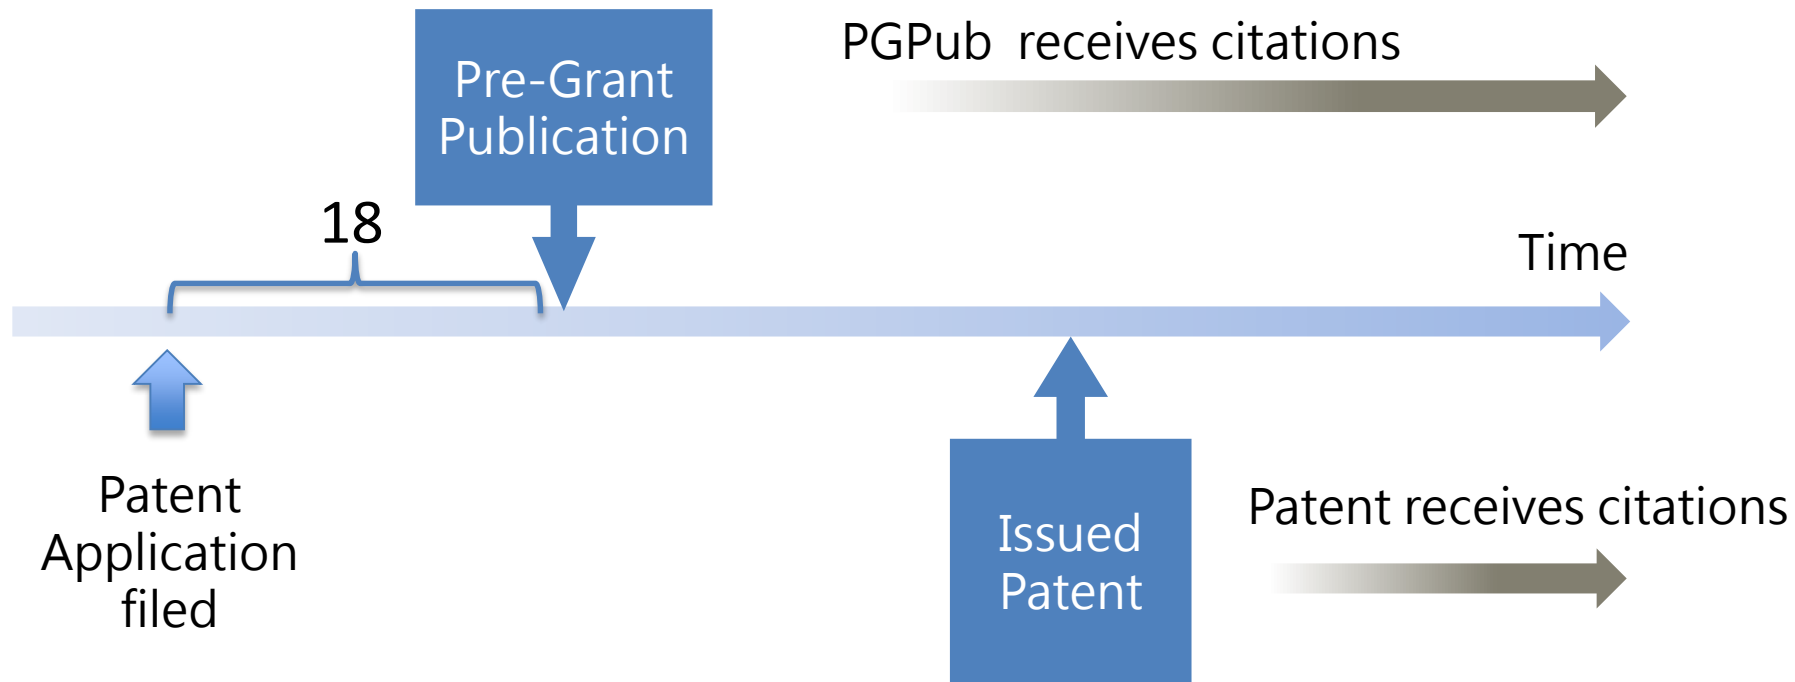 PGPub receives citations
Pre-Grant
Publication
18
Time
Patent
Application
filed
Issued
Patent
Patent receives citations